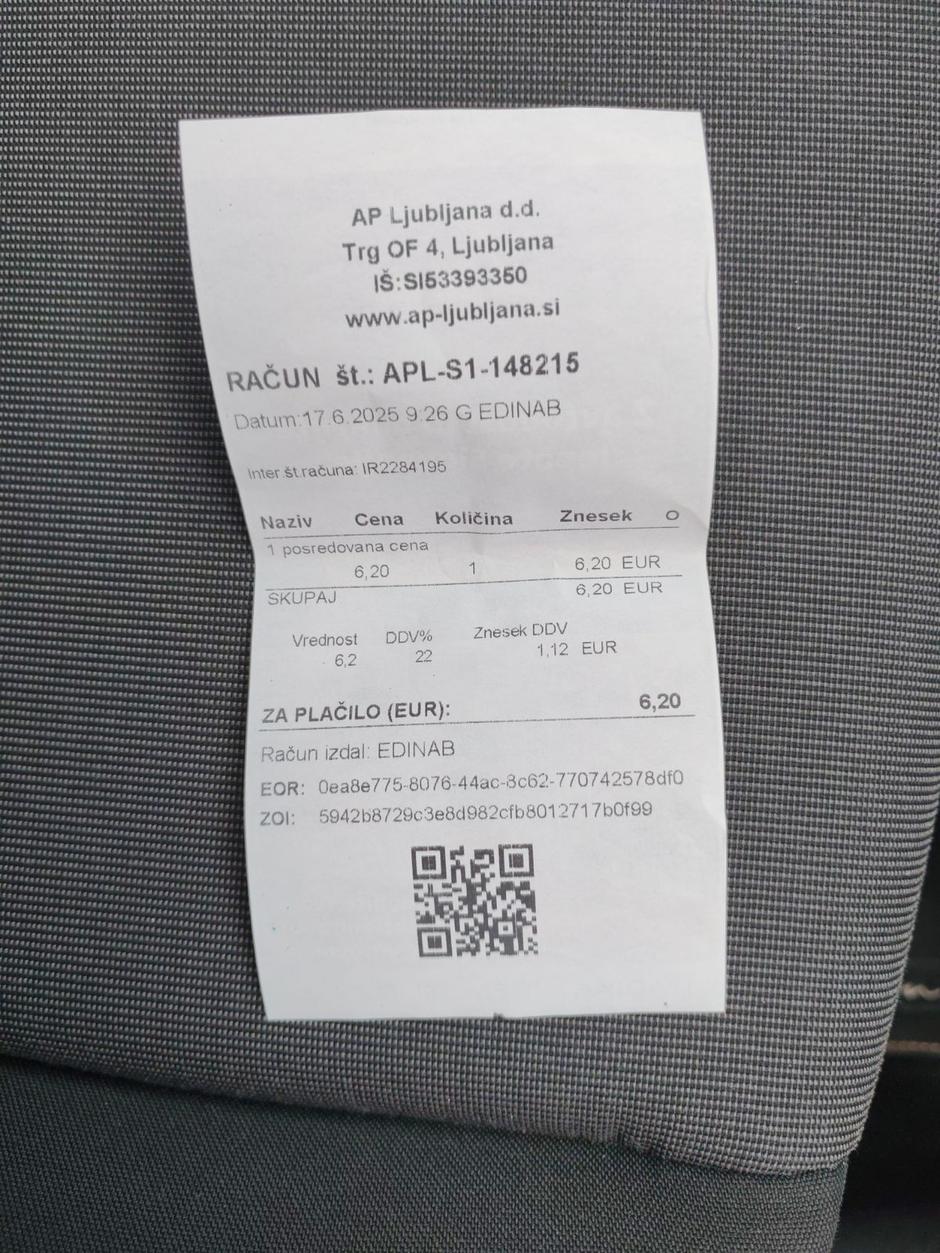 AP Ljubljana d.d.
Trg OF 4, Ljubljana
IŠ:SI53393350
www.ap-ljubljana.si
RAČUN št.: APL-S1-148215
Datum:17.6.2025 9:26 G EDINAB
Inter.št.računa: IR2284195
Naziv Cena Količina Znesek O
1 posredovana cena
6,20 1 6,20 EUR
SKUPAJ 6,20 EUR
Vrednost DDV% Znesek DDV
6,2 22 1,12 EUR
ZA PLAČILO (EUR): 6,20
Račun izdal: EDINAB
EOR: 0ea8e775-8076-44ac-8c62-770742578df0
ZOI: 5942b8729c3e8d982cfb8012717b0f99